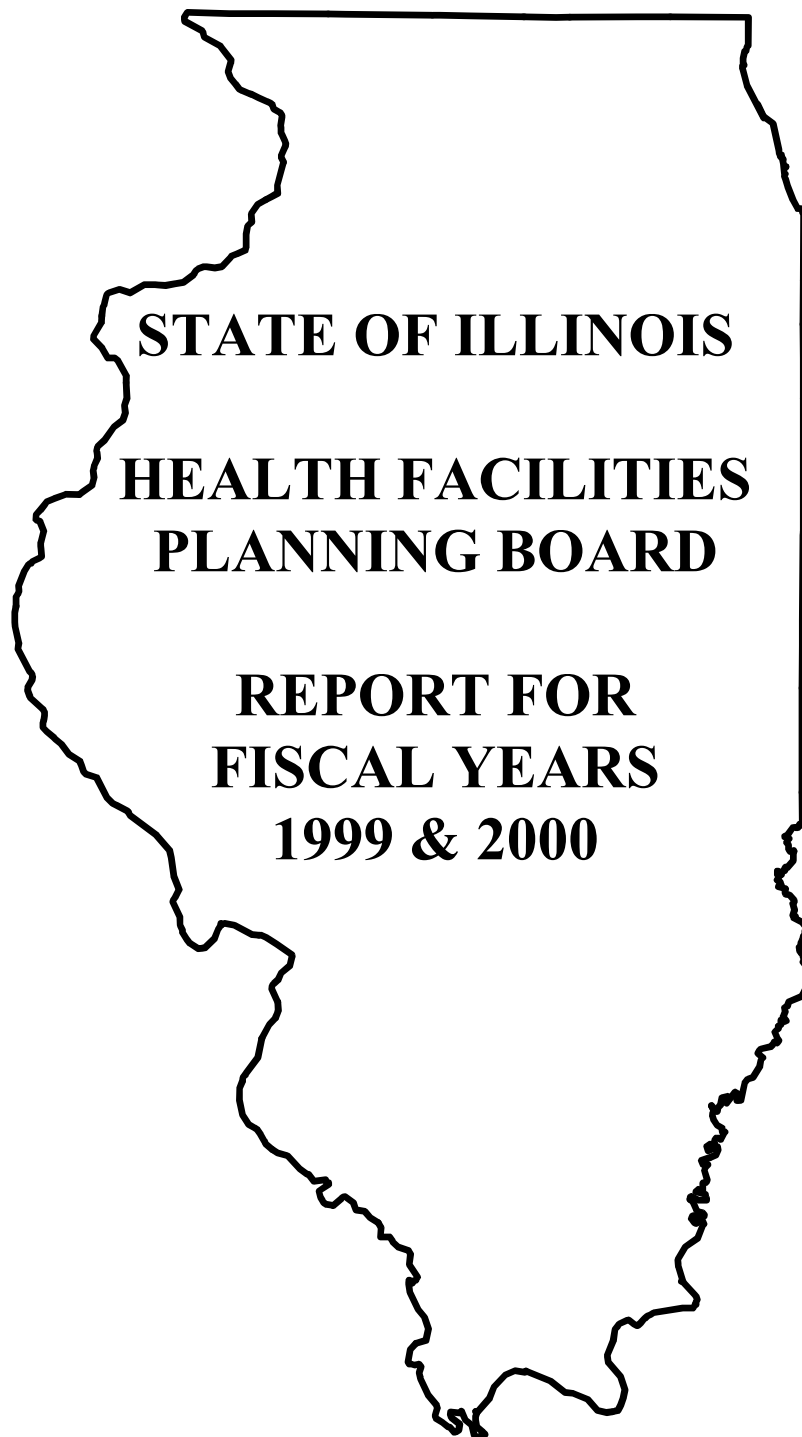 STATE OF ILLINOIS
HEALTH FACILITIES
PLANNING BOARD
REPORT FOR
FISCAL YEARS
1999 & 2000